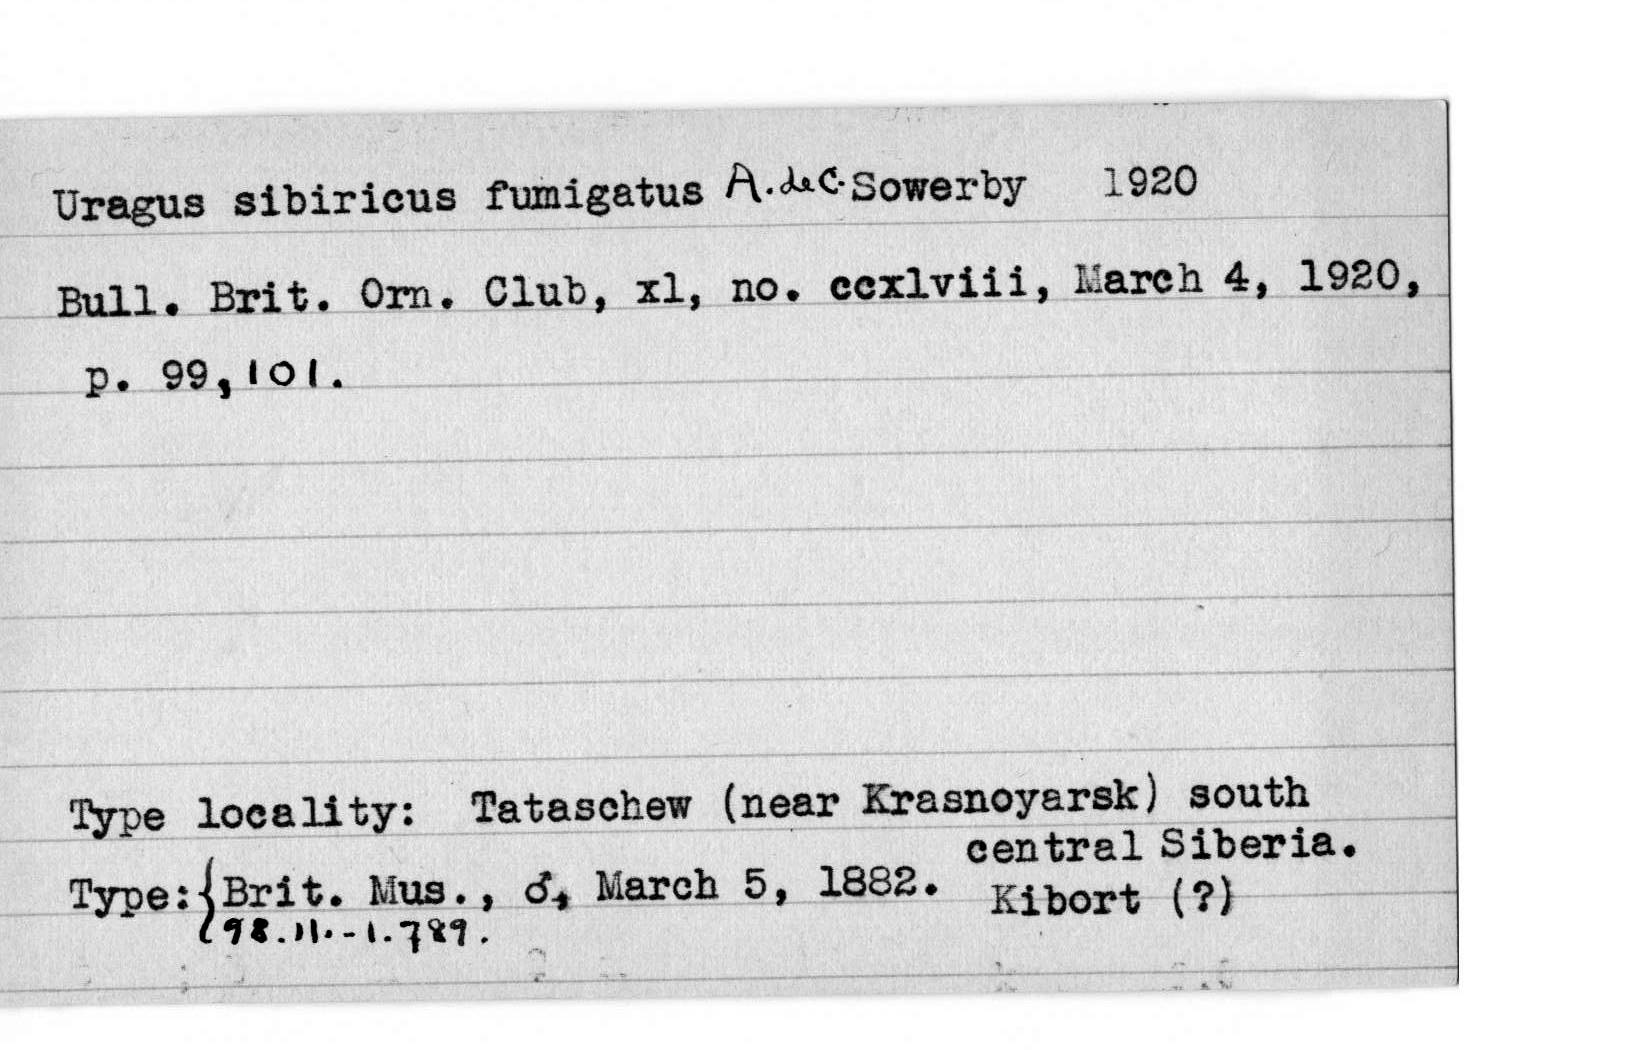 Uragus sibiricus fumigatus A. de C. Sowerby 1920
Bull. Brit. Orn. Club, xl, no. ccxlviii, March 4, 1920,
p. 99, 101.
Type locality: Tataschew (near Krasnoyarsk) south
central Siberia.
Type: { Brit. Mus., ♂, March 5, 1882. Kibort (?)
98.11.-1.789.